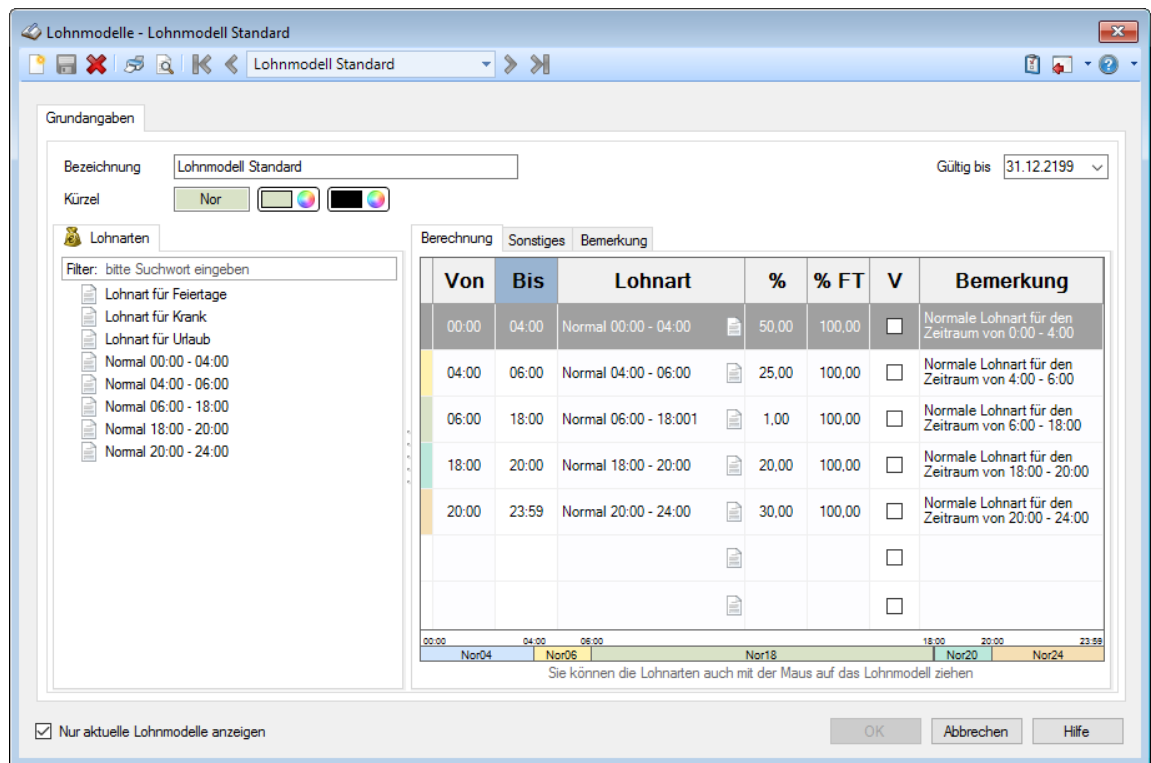 Lohnmodelle - Lohnmodell Standard
Lohnmodell Standard
Grundangaben
Bezeichnung Lohnmodell Standard Gültig bis 31.12.2199
Kürzel Nor
Lohnarten
Filter: bitte Suchwort eingeben
Lohnart für Feiertage
Lohnart für Krank
Lohnart für Urlaub
Normal 00:00 - 04:00
Normal 04:00 - 06:00
Normal 06:00 - 18:00
Normal 18:00 - 20:00
Normal 20:00 - 24:00
Berechnung Sonstiges Bemerkung
Von Bis Lohnart % % FT V Bemerkung
00:00 04:00 Normal 00:00 - 04:00 50,00 100,00 Normale Lohnart für den
Zeitraum von 0:00 - 4:00
04:00 06:00 Normal 04:00 - 06:00 25,00 100,00 Normale Lohnart für den
Zeitraum von 4:00 - 6:00
06:00 18:00 Normal 06:00 - 18:001 1,00 100,00 Normale Lohnart für den
Zeitraum von 6:00 - 18:00
18:00 20:00 Normal 18:00 - 20:00 20,00 100,00 Normale Lohnart für den
Zeitraum von 18:00 - 20:00
20:00 23:59 Normal 20:00 - 24:00 30,00 100,00 Normale Lohnart für den
Zeitraum von 20:00 - 24:00
00:00 04:00 06:00 18:00 20:00 23:59
Nor04 Nor06 Nor18 Nor20 Nor24
Sie können die Lohnarten auch mit der Maus auf das Lohnmodell ziehen
Nur aktuelle Lohnmodelle anzeigen
OK Abbrechen Hilfe